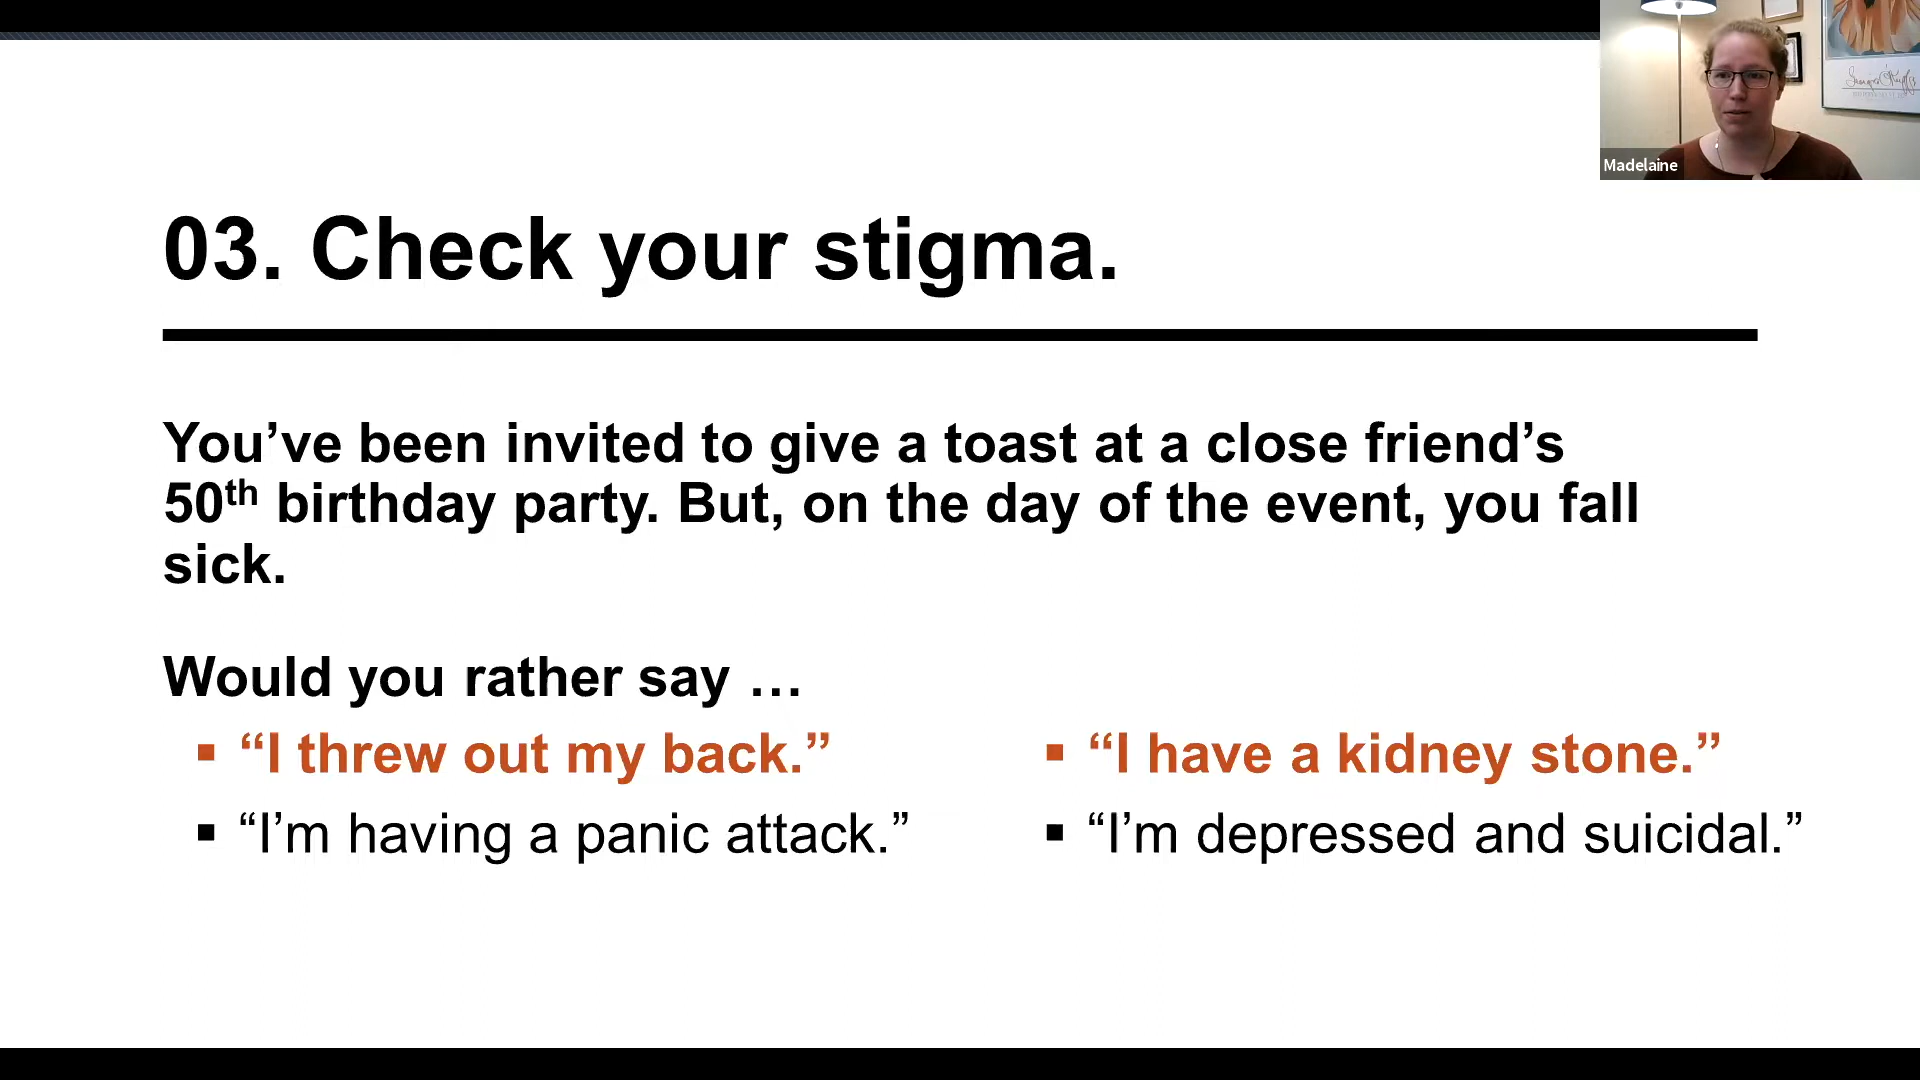 Madelaine
03. Check your stigma.
You’ve been invited to give a toast at a close friend’s
50th birthday party. But, on the day of the event, you fall
sick.
Would you rather say …
▪ “I threw out my back.”
▪ “I’m having a panic attack.”
▪ “I have a kidney stone.”
▪ “I’m depressed and suicidal.”